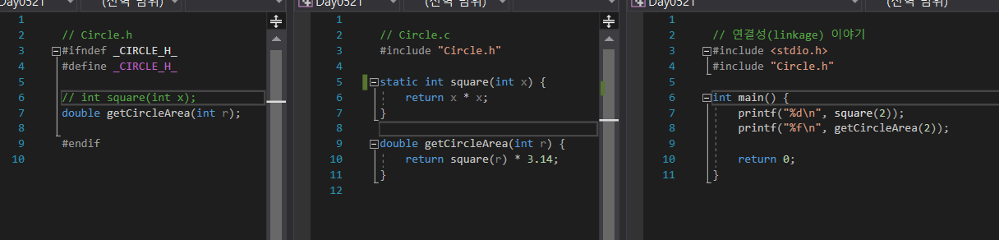 Day0521
(전역 범위)
Day0521
(전역 범위)
Day0521
(전역 범위)
1
2 // Circle.h
3 #ifndef _CIRCLE_H_
4 #define _CIRCLE_H_
5
6 // int square(int x);
7 double getCircleArea(int r);
8
9 #endif
10
1
2 // Circle.c
3 #include "Circle.h"
4
5 static int square(int x) {
6 return x * x;
7 }
8
9 double getCircleArea(int r) {
10 return square(r) * 3.14;
11 }
12
1
2 // 연결성(linkage) 이야기
3 #include <stdio.h>
4 #include "Circle.h"
5
6 int main() {
7 printf("%d\n", square(2));
8 printf("%f\n", getCircleArea(2));
9
10 return 0;
11 }